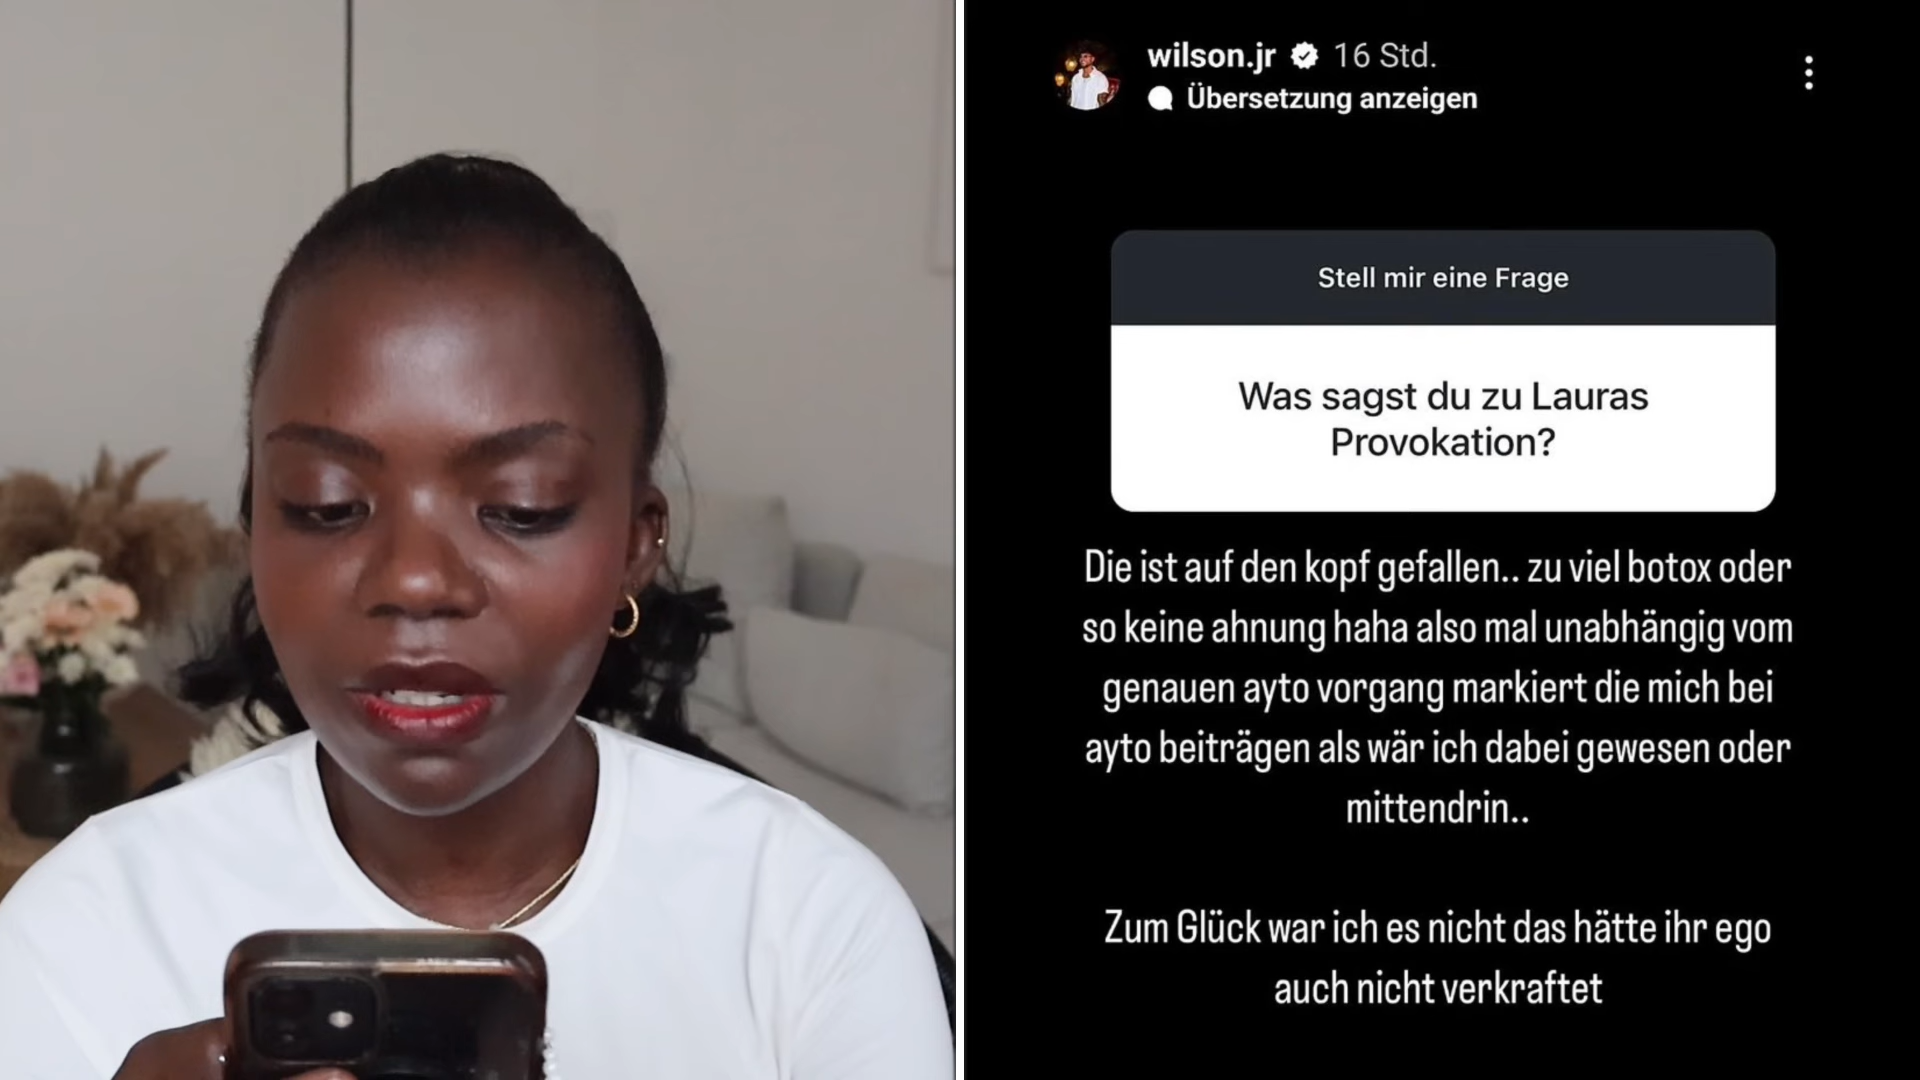 wilson.jr 16 Std.
Übersetzung anzeigen
Stell mir eine Frage
Was sagst du zu Lauras
Provokation?
Die ist auf den kopf gefallen.. zu viel botox oder
so keine ahnung haha also mal unabhängig vom
genauen ayto vorgang markiert die mich bei
ayto beiträgen als wär ich dabei gewesen oder
mittendrin..
Zum Glück war ich es nicht das hätte ihr ego
auch nicht verkraftet